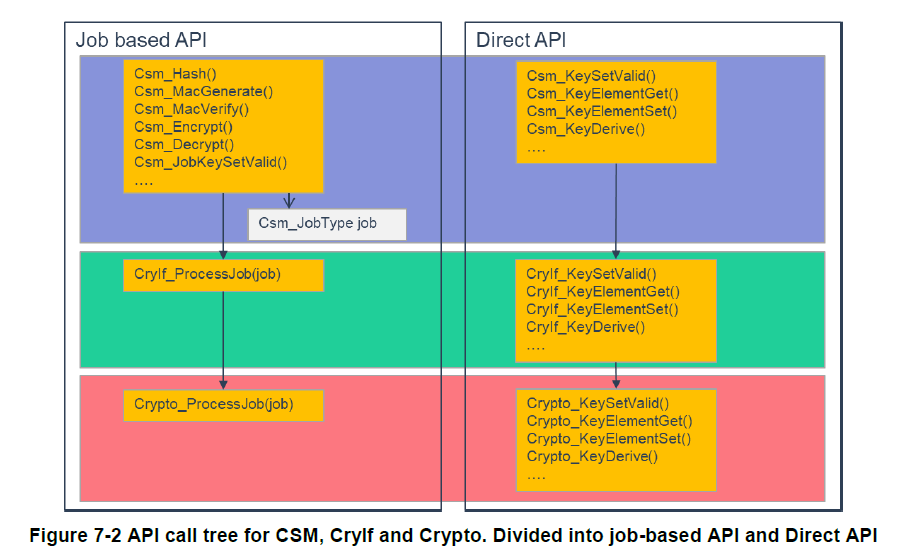 Job based API
Csm_Hash()
Csm_MacGenerate()
Csm_MacVerify()
Csm_Encrypt()
Csm_Decrypt()
Csm_JobKeySetValid()
....
Csm_JobType job
CryIf_ProcessJob(job)
Crypto_ProcessJob(job)
Direct API
Csm_KeySetValid()
Csm_KeyElementGet()
Csm_KeyElementSet()
Csm_KeyDerive()
....
CryIf_KeySetValid()
CryIf_KeyElementGet()
CryIf_KeyElementSet()
CryIf_KeyDerive()
....
Crypto_KeySetValid()
Crypto_KeyElementGet()
Crypto_KeyElementSet()
Crypto_KeyDerive()
....
Figure 7-2 API call tree for CSM, CryIf and Crypto. Divided into job-based API and Direct API